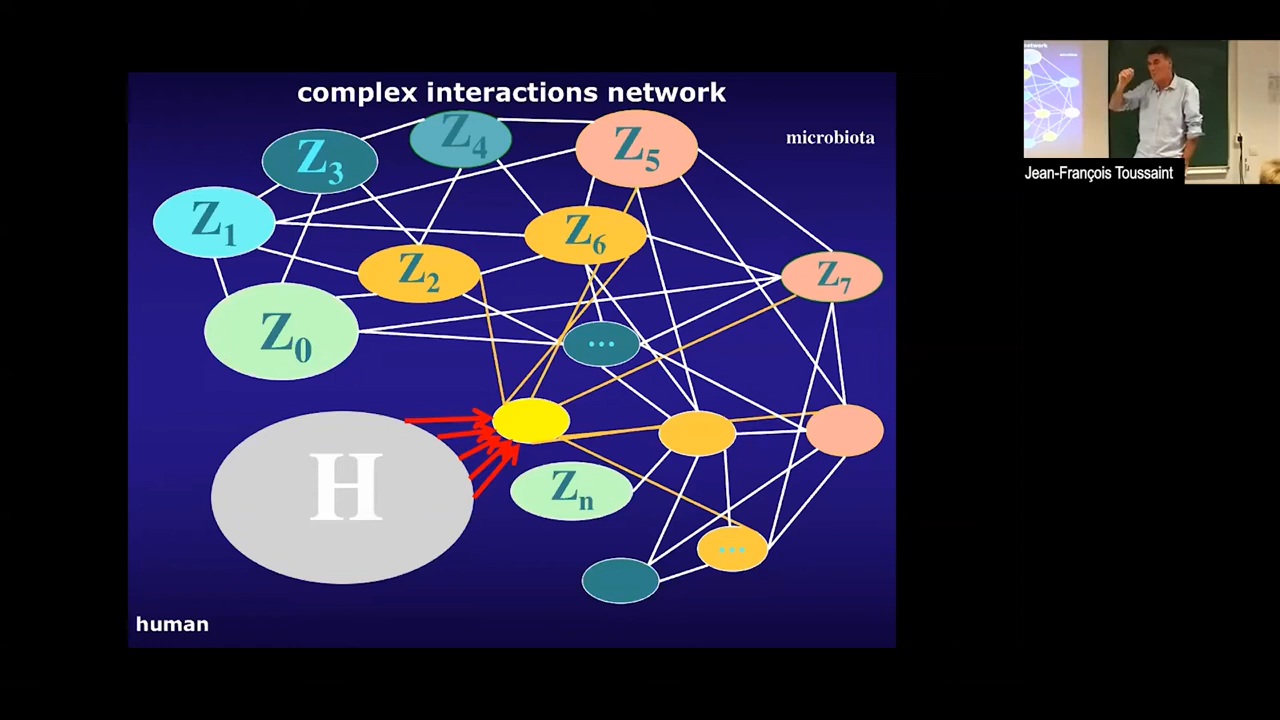 complex interactions network
microbiota
Z4
Z5
Z3
Z1
Z6
Z2
Z7
Z0
...
H
Zn
...
human
Jean-François Toussaint